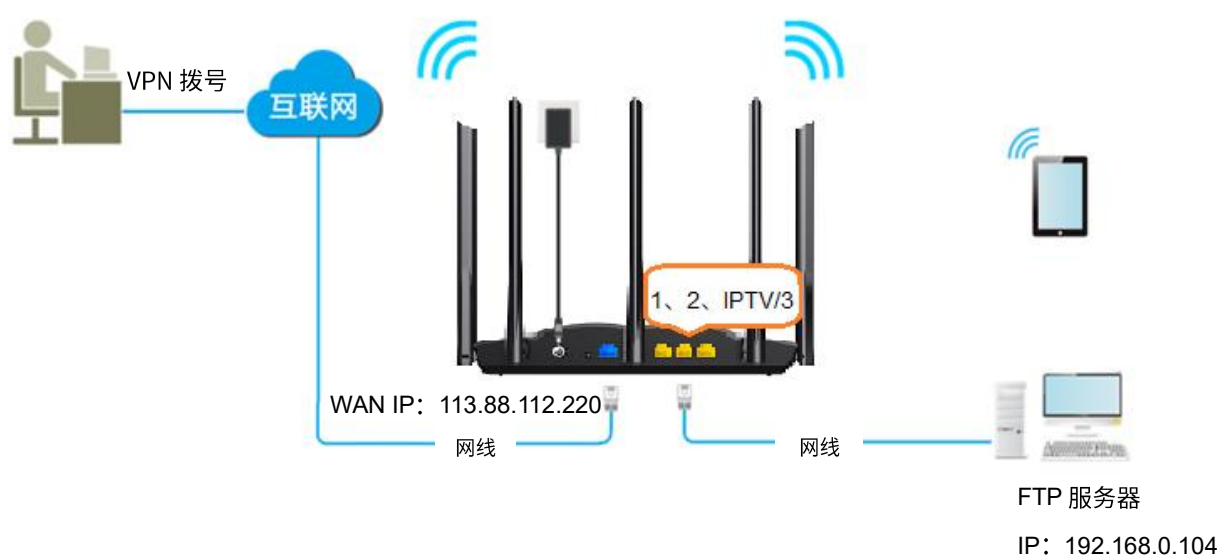 VPN 拨号
互联网
1、2、IPTV/3
WAN IP：113.88.112.220
网线
网线
FTP 服务器
IP：192.168.0.104